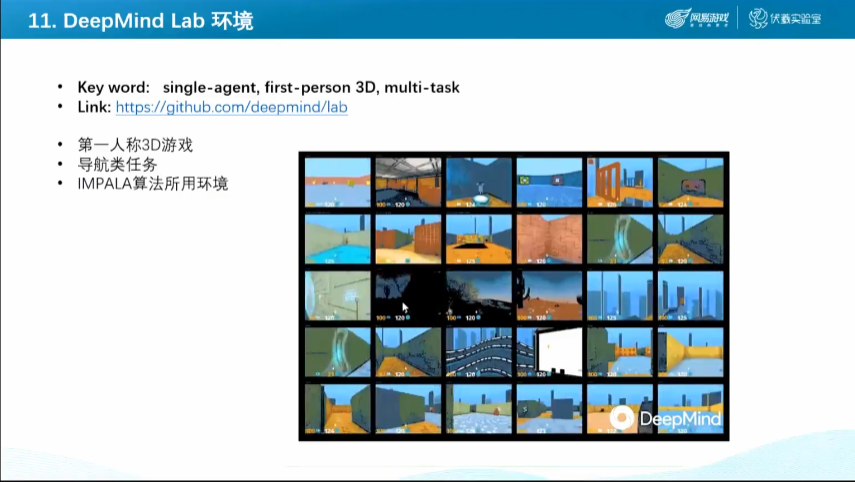 11. DeepMind Lab 环境
网易游戏
伏羲实验室
• Key word: single-agent, first-person 3D, multi-task
• Link: https://github.com/deepmind/lab
• 第一人称3D游戏
• 导航类任务
• IMPALA算法所用环境
DeepMind